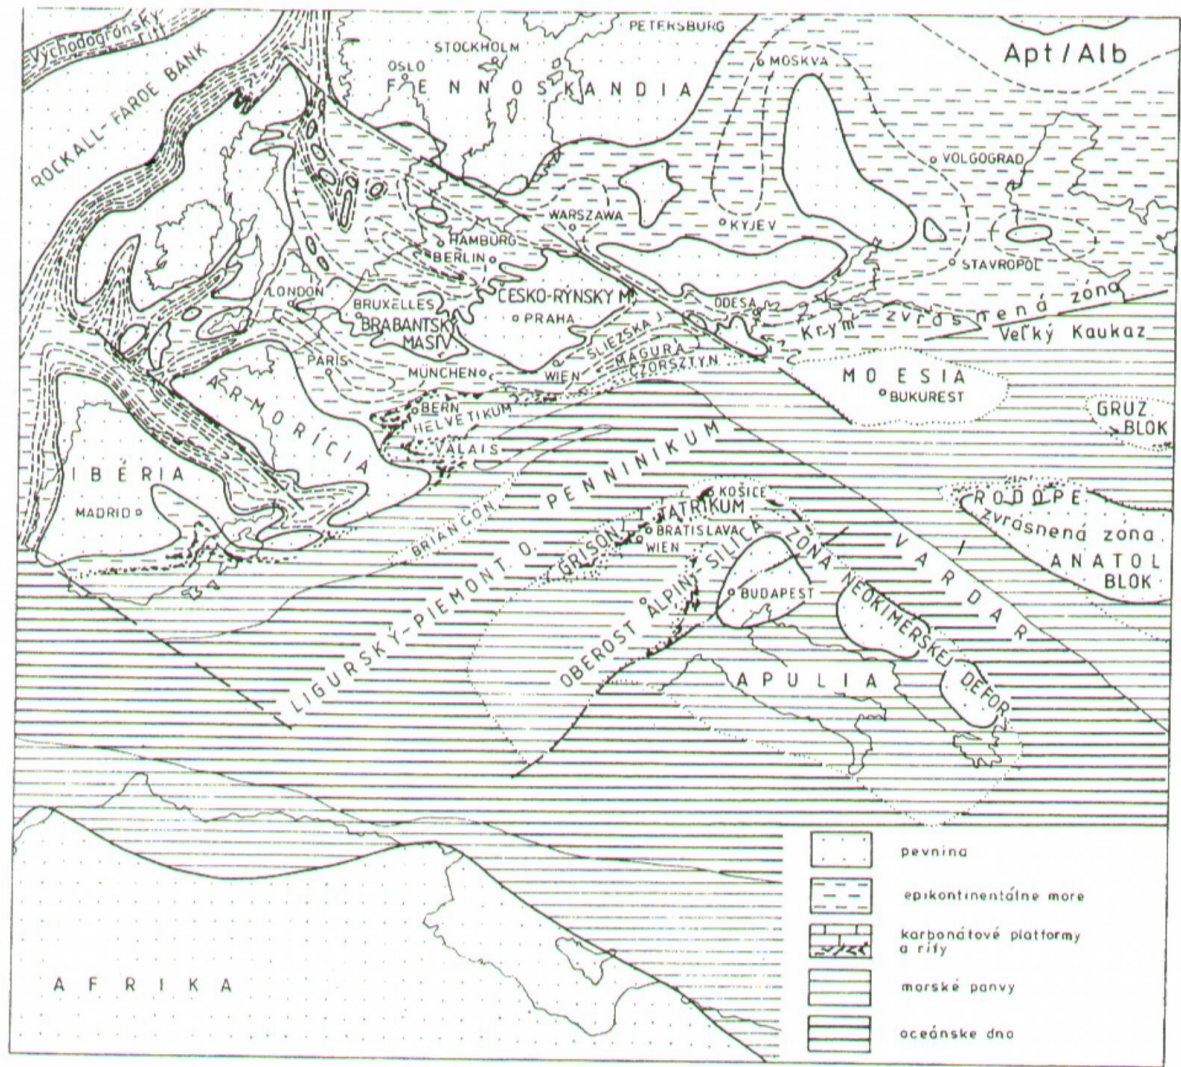 Východogrónsky rift
PETERSBURG
STOCKHOLM
Apt/Alb
OSLO
MOSKVA
FENNOSKANDIA
ROCKALL-FAROE BANK
VOLGOGRAD
WARSZAWA
KYJEV
HAMBURG
BERLIN
STAVROPOL
LONDON
BRUXELLES
ČESKO-RÝNSKY M.
PRAHA
ODESA
BRABANTSKÝ
MASÍV
Krym - zvrásnená zóna
Veľký Kaukaz
SLIEZSKA J.
MAGURA
CZORSZTYN
PARIS
MÜNCHEN
WIEN
MOESIA
BUKUREST
ARMORÍCIA
BERN
HELVETIKUM
GRUZ.
BLOK
VALAIS
IBÉRIA
MADRID
PENNINIKUM
BRIANÇON
KOŠICE
TATRIKUM
BRATISLAVA
WIEN
GRISONY
RODOPE
zvrásnená zóna
ANATOL
BLOK
LIGURSKÝ-PIEMONT O.
OBEROSTALPIN
SILICA
ZÓNA NEOKIMERSKEJ DEFOR.
VARDAR I
BUDAPEST
APULIA
AFRIKA
pevnina
epikontinentálne more
karbonátové platformy
a rify
morské panvy
oceánske dno